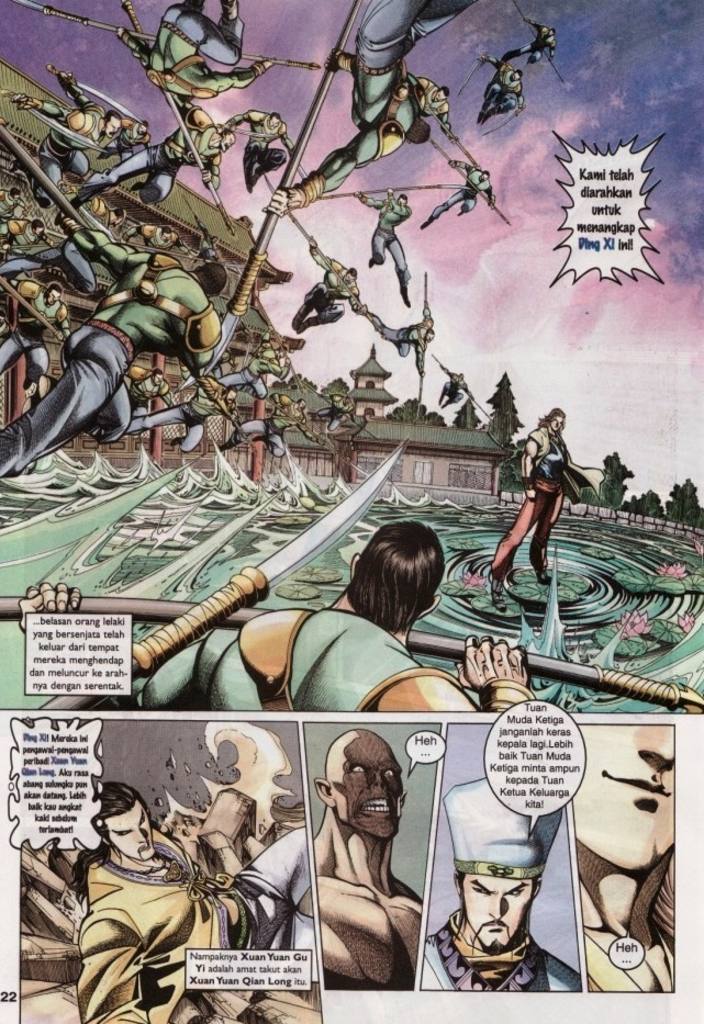 Kami telah
diarahkan
untuk
menangkap
Ding Xi ini!
...belasan orang lelaki
yang bersenjata telah
keluar dari tempat
mereka menghendap
dan meluncur ke arah-
nya dengan serentak.
Ding Xi! Mereka ini
pengawal-pengawal
peribadi Xuan Yuan
Qian Long. Aku rasa
abang sulungku pun
akan datang. Lebih
baik kau angkat
kaki sebelum
terlambat!
Nampaknya Xuan Yuan Gu
Yi adalah amat takut akan
Xuan Yuan Qian Long itu.
Heh
...
Tuan
Muda Ketiga
janganlah keras
kepala lagi.Lebih
baik Tuan Muda
Ketiga minta ampun
kepada Tuan
Ketua Keluarga
kita!
Heh
...
22